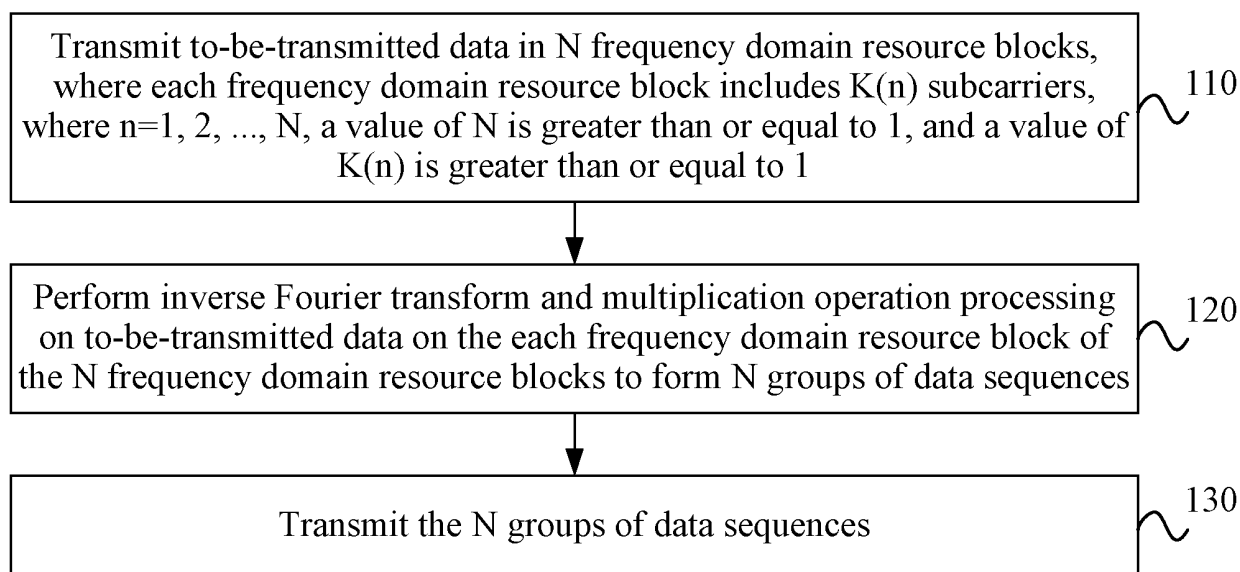 Transmit to-be-transmitted data in N frequency domain resource blocks,
where each frequency domain resource block includes K(n) subcarriers,
where n=1, 2, ..., N, a value of N is greater than or equal to 1, and a value of
K(n) is greater than or equal to 1
110
Perform inverse Fourier transform and multiplication operation processing
on to-be-transmitted data on the each frequency domain resource block of
the N frequency domain resource blocks to form N groups of data sequences
120
Transmit the N groups of data sequences
130